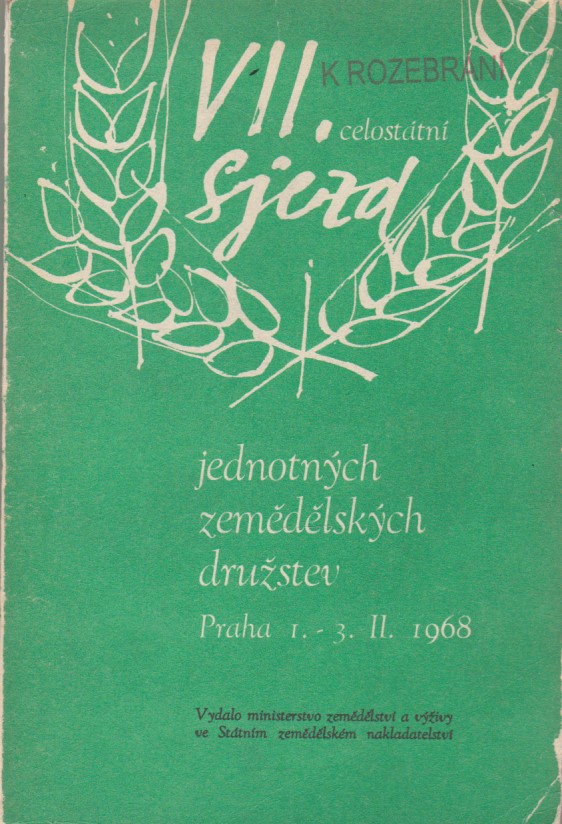 VII.
K ROZEBRÁNÍ
celostátní
sjezd
jednotných
zemědělských
družstev
Praha 1. - 3. II. 1968
Vydalo ministerstvo zemědělství a výživy
ve Státním zemědělském nakladatelství